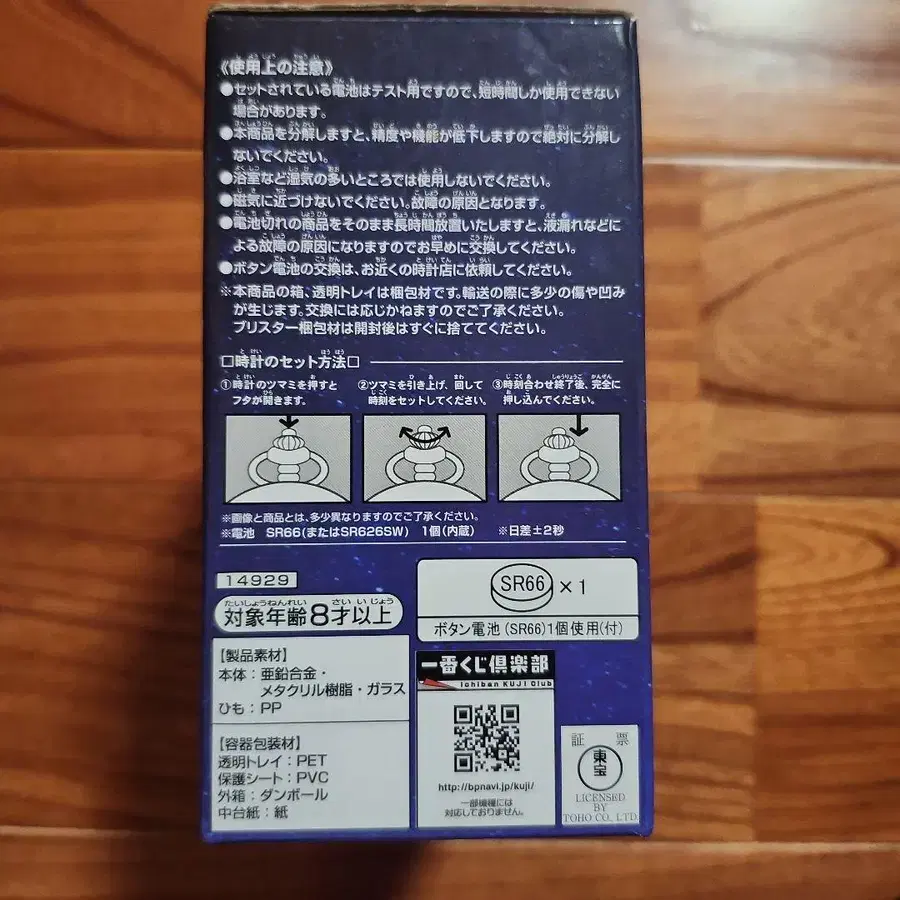 《使用上の注意》
●セットされている電池はテスト用ですので、短時間しか使用できない
場合があります。
●本商品を分解しますと、精度や機能が低下しますので絶対に分解し
ないでください。
●浴室など湿気の多いところでは使用しないでください。
●磁気に近づけないでください。故障の原因となります。
●電池切れの商品をそのまま長時間放置いたしますと、液漏れなどに
よる故障の原因になりますのでお早めに交換してください。
●ボタン電池の交換は、お近くの時計店に依頼してください。
※本商品の箱、透明トレイは梱包材です。輸送の際に多少の傷や凹み
が生じます。交換には応じかねますのでご了承ください。
ブリスター梱包材は開封後はすぐに捨ててください。
□時計のセット方法□
①時計のツマミを押すと
フタが開きます。
②ツマミを引き上げ、回して
時刻をセットしてください。
③時刻合わせ終了後、完全に
押し込んでください。
※画像と商品とは、多少異なりますのでご了承ください。
※電池 SR66(またはSR626SW) 1個(内蔵) ※日差±2秒
14929
たいしょうねんれい さい いじょう
対象年齢8才以上
SR66 ×1
ボタン電池(SR66)1個使用(付)
【製品素材】
本体：亜鉛合金・
メタクリル樹脂・ガラス
ひも：PP
【容器包装材】
透明トレイ：PET
保護シート：PVC
外箱：ダンボール
中台紙：紙
一番くじ倶楽部
Ichiban KUJI Club
http://bpnavi.jp/kuji/
一部機種には
対応しておりません。
証 票
東宝
LICENSED
BY
TOHO CO., LTD.